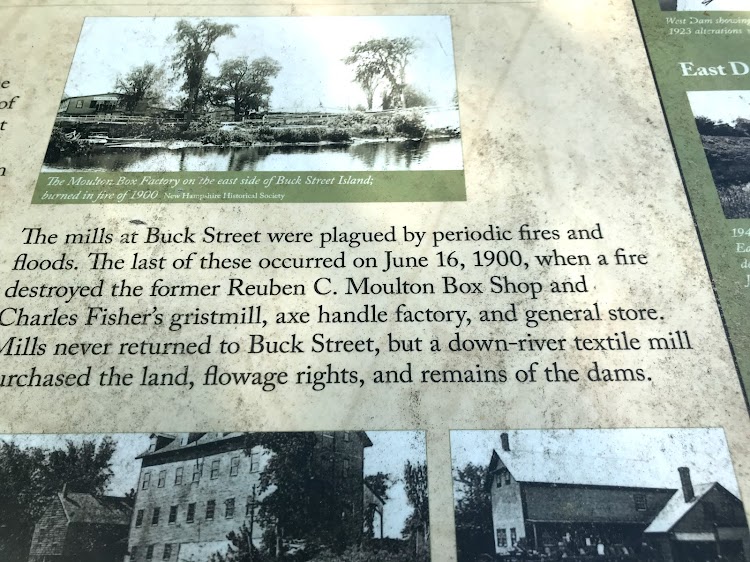 of
The Moulton Box Factory on the east side of Buck Street Island;
burned in fire of 1900 New Hampshire Historical Society
The mills at Buck Street were plagued by periodic fires and
floods. The last of these occurred on June 16, 1900, when a fire
destroyed the former Reuben C. Moulton Box Shop and
Charles Fisher's gristmill, axe handle factory, and general store.
Mills never returned to Buck Street, but a down-river textile mill
urchased the land, flowage rights, and remains of the dams.
West Dam showing
1923 alterations
East D